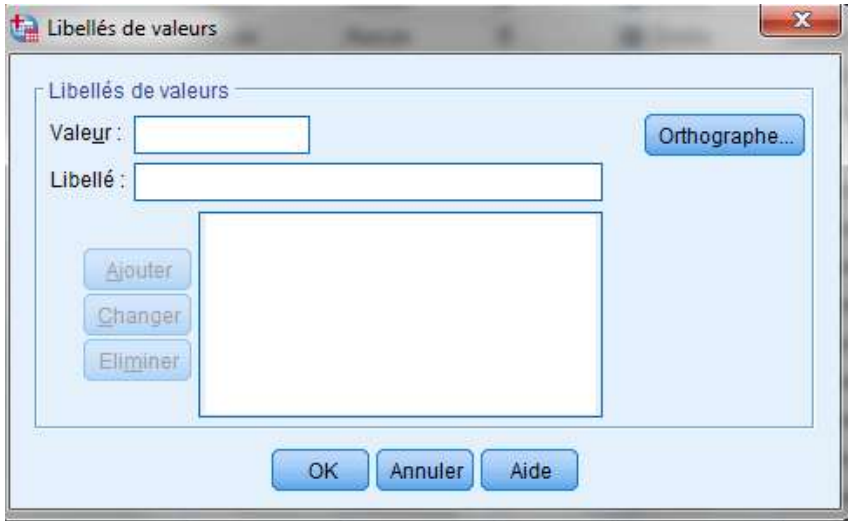 Libellés de valeurs
Libellés de valeurs
Valeur :
Orthographe...
Libellé :
Ajouter
Changer
Eliminer
OK Annuler Aide